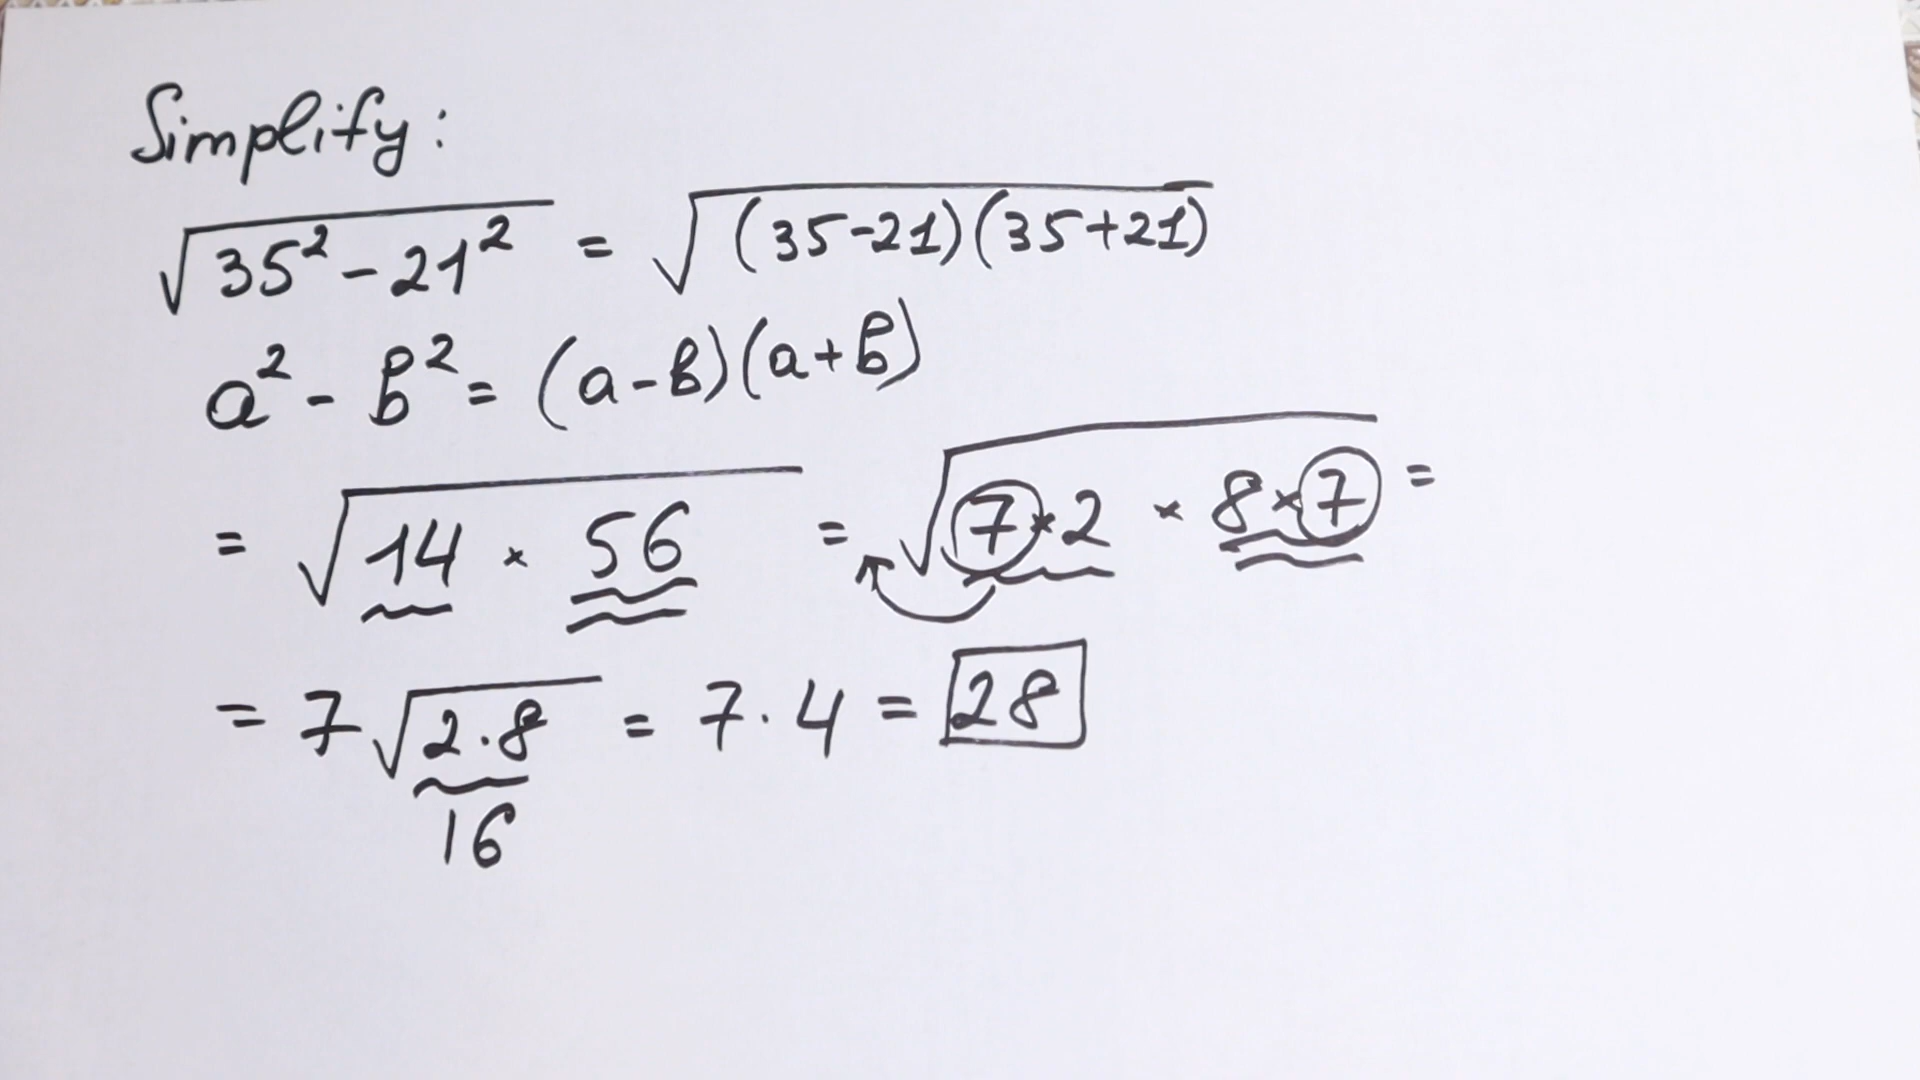 Simplify:
√(35² - 21²) = √((35-21)(35+21))
a² - b² = (a-b)(a+b)
= √(14 × 56) = √(7×2 × 8×7) =
= 7√(2·8) = 7·4 = 28
16